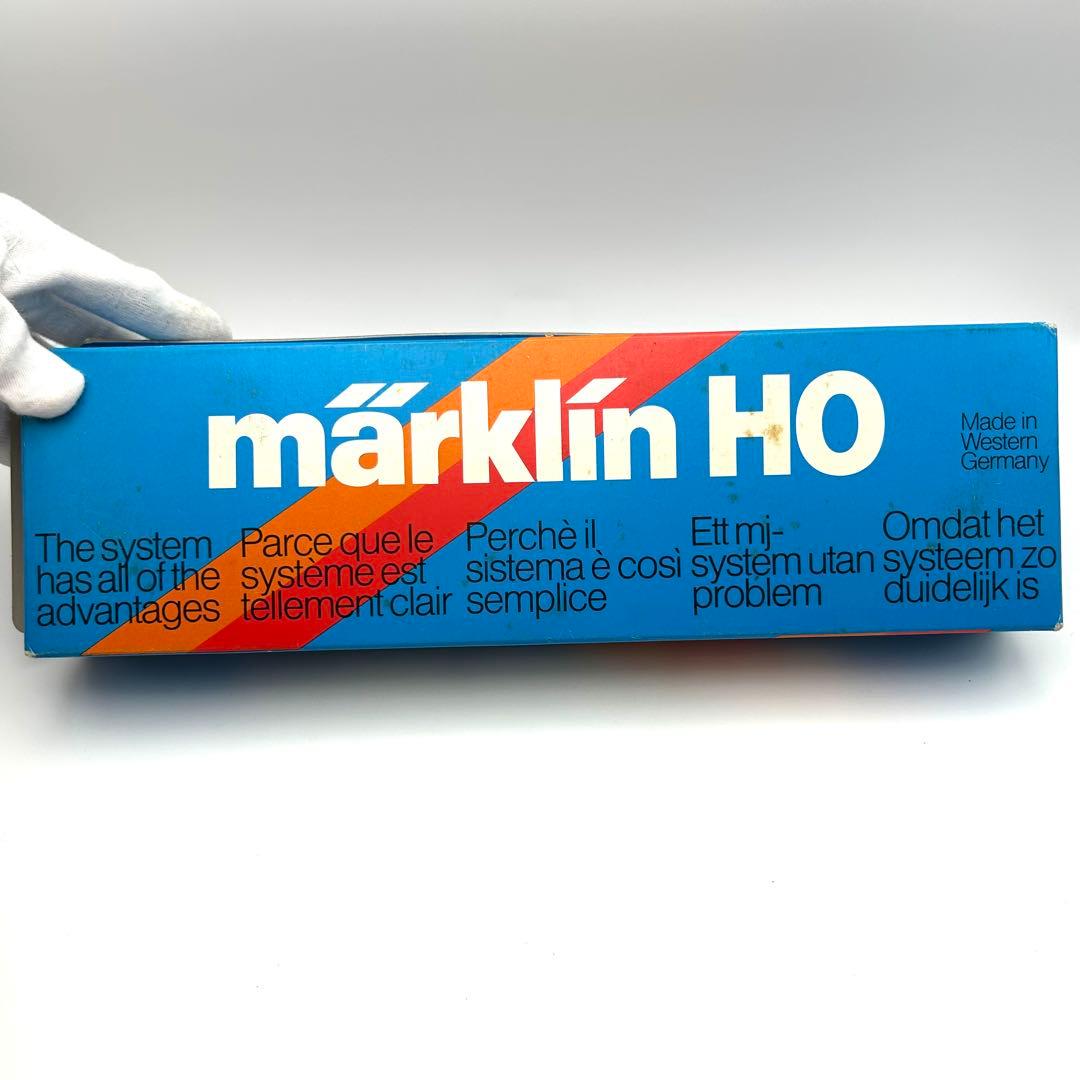 märklin HO
Made in
Western
Germany
The system
has all of the
advantages
Parce que le
système est
tellement clair
Perchè il
sistema è così
semplice
Ett mj-
system utan
problem
Omdat het
systeem zo
duidelijk is